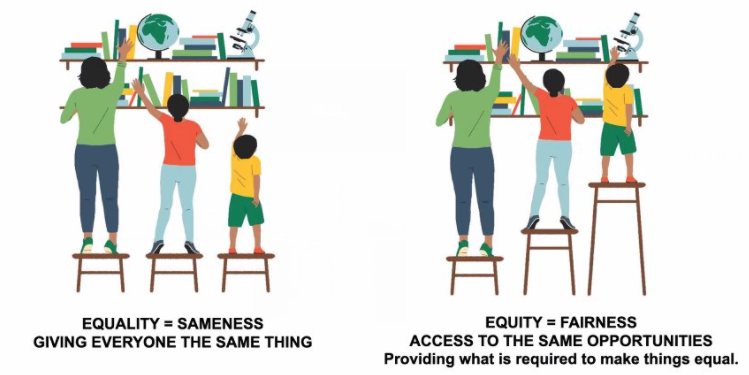 EQUALITY = SAMENESS
GIVING EVERYONE THE SAME THING
EQUITY = FAIRNESS
ACCESS TO THE SAME OPPORTUNITIES
Providing what is required to make things equal.